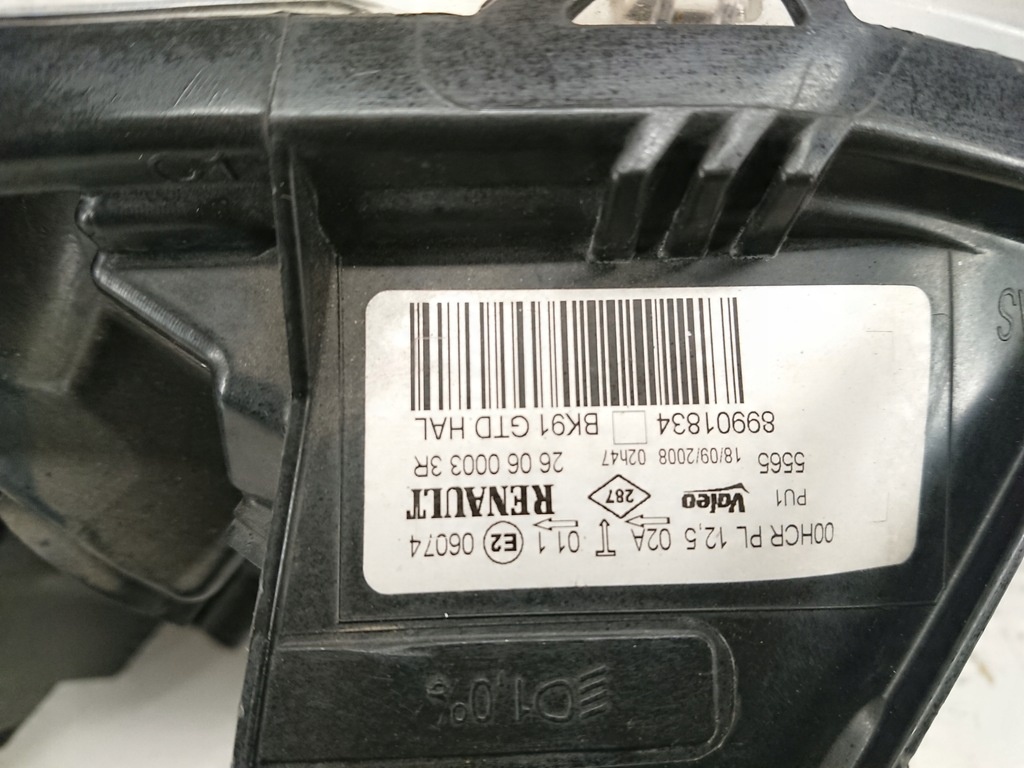 00HCR PL 12,5 02A 01.1 E2 06074
PU1 Valeo 287 RENAULT
5565 18/09/2008 02h47 26 06 0003 3R
89901834 BK91 GTD HAL
1,0%